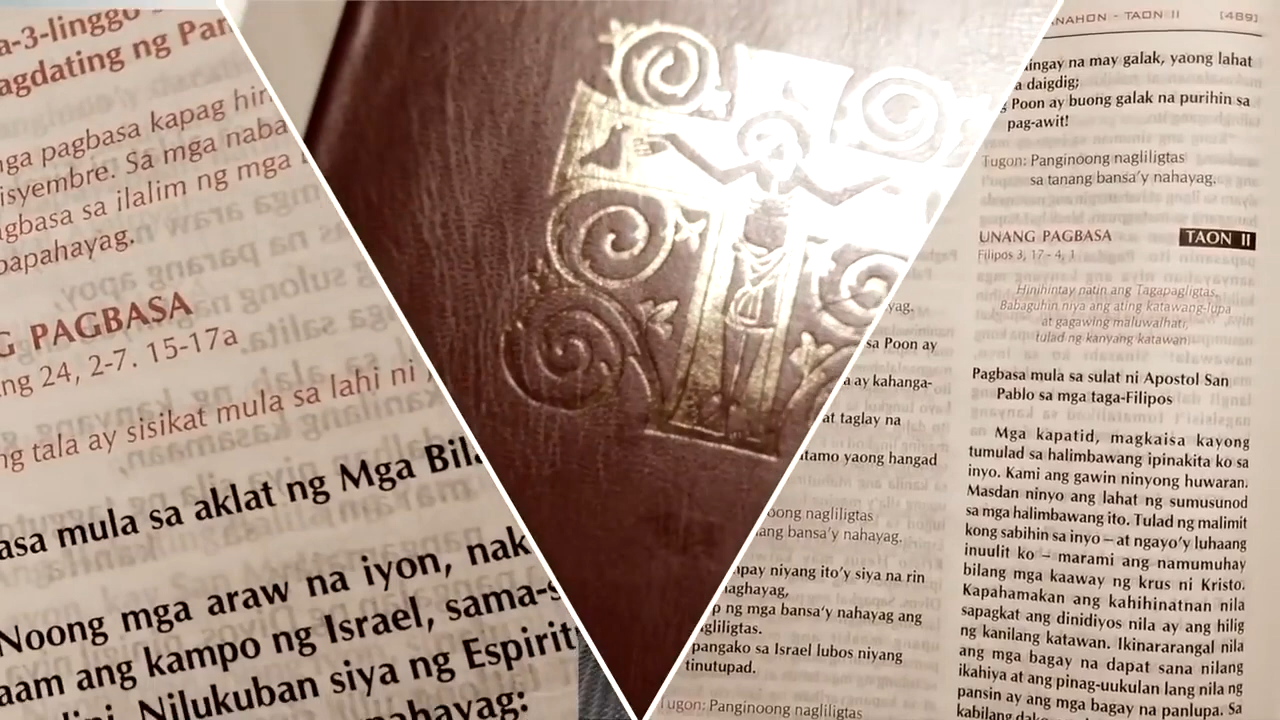 a-3-linggo
agdating ng Pan
nga pagbasa kapag hin
isyembre. Sa mga naba
agbasa sa ilalim ng mga
papahayag.
G PAGBASA
ng 24, 2-7. 15-17a
ng tala ay sisikat mula sa lahi ni
asa mula sa aklat ng Mga Bila
Noong mga araw na iyon, nak
aam ang kampo ng Israel, sama-s
Nilukuban siya ng Espirit
nahayag:
yag.
sa Poon ay
a ay kahanga-
at taglay na
tamo yaong hangad
oong nagliligtas
ang bansa'y nahayag.
apay niyang ito'y siya na rin
naghayag,
p ng mga bansa'y nahayag ang
gliligtas.
pangako sa Israel lubos niyang
tinutupad.
Tugon: Panginoong nagliligtas
NAHON - TAON II [489]
ingay na may galak, yaong lahat
a daigdig;
g Poon ay buong galak na purihin sa
pag-awit!
Tugon: Panginoong nagliligtas
sa tanang bansa'y nahayag.
UNANG PAGBASA TAON II
Filipos 3, 17 - 4, 1
Hinihintay natin ang Tagapagligtas.
Babaguhin niya ang ating katawang-lupa
at gagawing maluwalhati,
tulad ng kanyang katawan.
Pagbasa mula sa sulat ni Apostol San
Pablo sa mga taga-Filipos
Mga kapatid, magkaisa kayong
tumulad sa halimbawang ipinakita ko sa
inyo. Kami ang gawin ninyong huwaran.
Masdan ninyo ang lahat ng sumusunod
sa mga halimbawang ito. Tulad ng malimit
kong sabihin sa inyo – at ngayo'y luhaang
inuulit ko – marami ang namumuhay
bilang mga kaaway ng krus ni Kristo.
Kapahamakan ang kahihinatnan nila
sapagkat ang dinidiyos nila ay ang hilig
ng kanilang katawan. Ikinararangal nila
ang mga bagay na dapat sana nilang
ikahiya at ang pinag-uukulan lang nila ng
pansin ay ang mga bagay na panlupa. Sa
kabilang